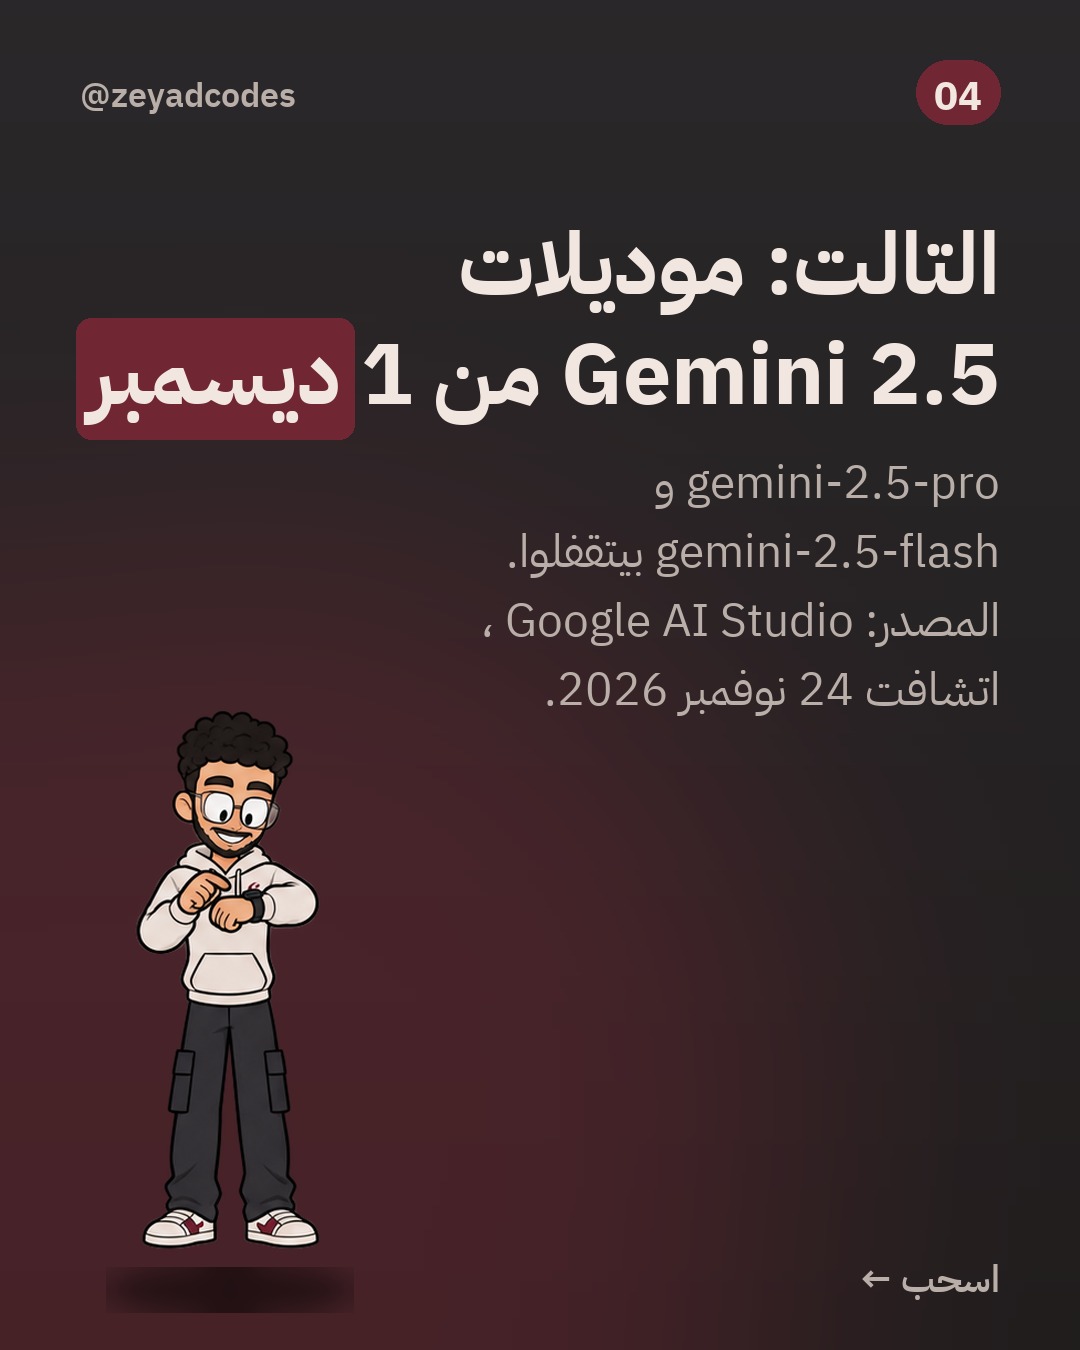 @zeyadcodes
04
التالت: موديلات
Gemini 2.5 من 1 ديسمبر
gemini-2.5-pro و
gemini-2.5-flash بيتقفلوا.
المصدر: Google AI Studio ،
اتشافت 24 نوفمبر 2026.
اسحب ←